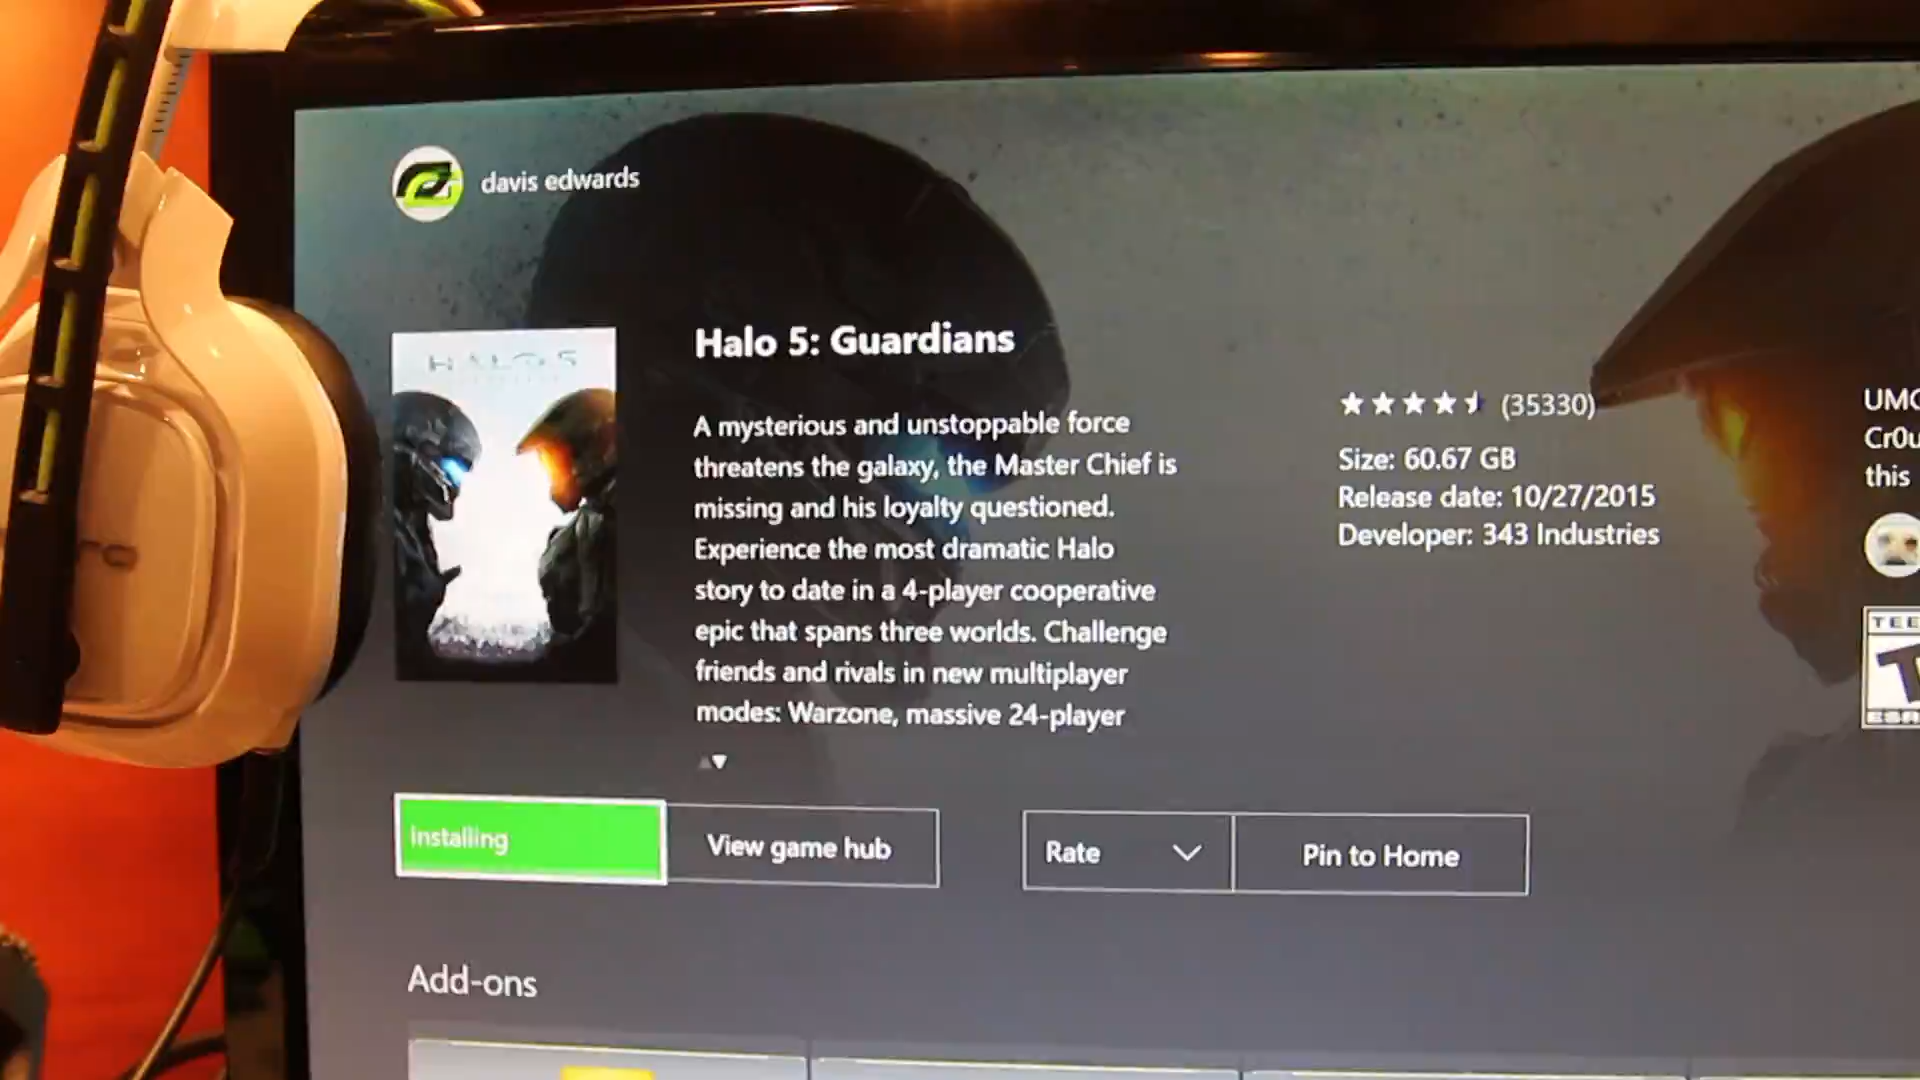 davis edwards
HALO 5
Halo 5: Guardians
A mysterious and unstoppable force
threatens the galaxy, the Master Chief is
missing and his loyalty questioned.
Experience the most dramatic Halo
story to date in a 4-player cooperative
epic that spans three worlds. Challenge
friends and rivals in new multiplayer
modes: Warzone, massive 24-player
(35330)
Size: 60.67 GB
Release date: 10/27/2015
Developer: 343 Industries
this
T
Installing
View game hub
Rate
Pin to Home
Add-ons